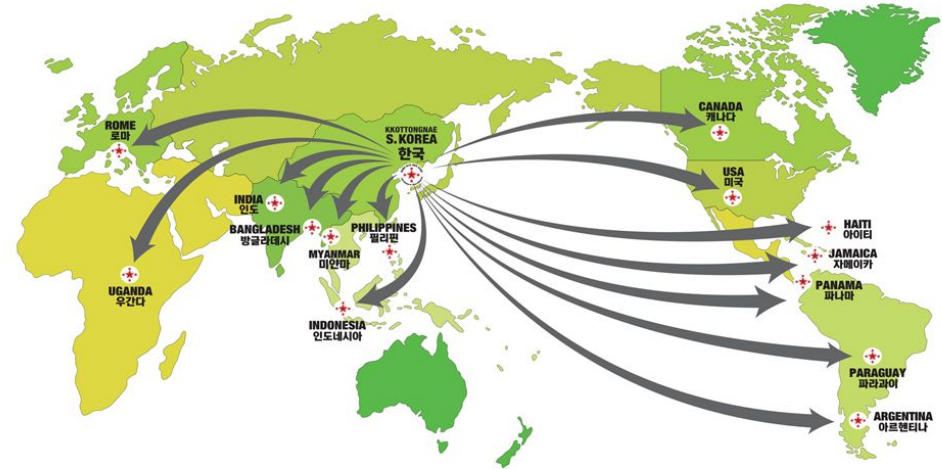 ROME
로마
KKOTTONGNAE
S.KOREA
한국
CANADA
캐나다
USA
미국
INDIA
인도
BANGLADESH
방글라데시
MYANMAR
미얀마
PHILIPPINES
필리핀
HAITI
아이티
JAMAICA
자메이카
PANAMA
파나마
UGANDA
우간다
INDONESIA
인도네시아
PARAGUAY
파라과이
ARGENTINA
아르헨티나